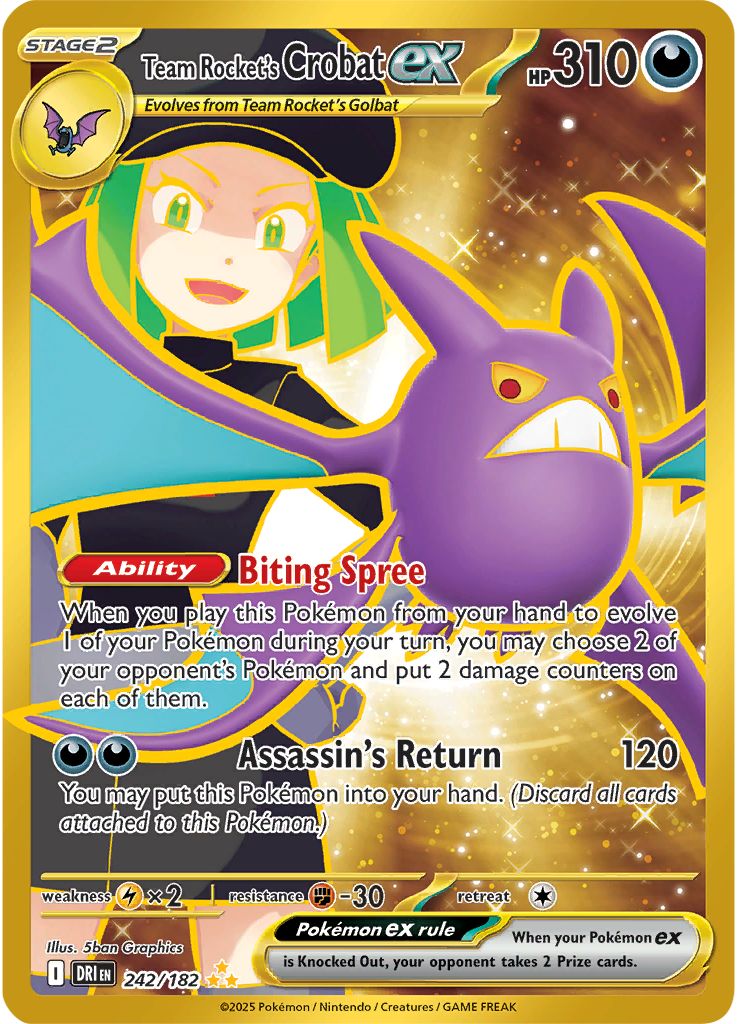 STAGE2
Team Rocket's Crobat ex
HP310
Evolves from Team Rocket's Golbat
Ability Biting Spree
When you play this Pokémon from your hand to evolve
1 of your Pokémon during your turn, you may choose 2 of
your opponent's Pokémon and put 2 damage counters on
each of them.
Assassin's Return 120
You may put this Pokémon into your hand. (Discard all cards
attached to this Pokémon.)
weakness ×2 resistance -30 retreat
Illus. 5ban Graphics
Pokémon ex rule
When your Pokémon ex
is Knocked Out, your opponent takes 2 Prize cards.
I DRI EN 242/182
©2025 Pokémon / Nintendo / Creatures / GAME FREAK